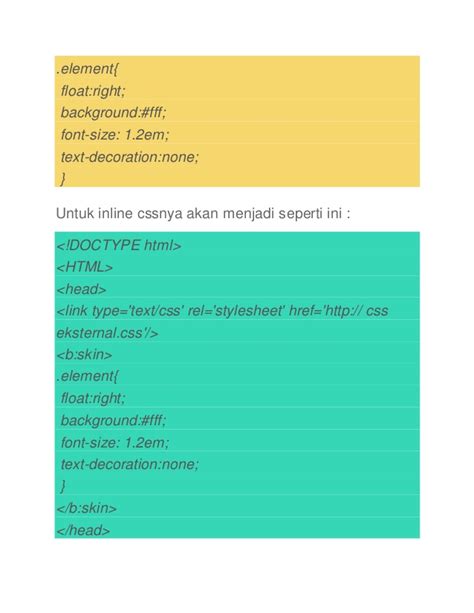 .element{
float:right;
background:#fff;
font-size: 1.2em;
text-decoration:none;
}
Untuk inline cssnya akan menjadi seperti ini :
<!DOCTYPE html>
<HTML>
<head>
<link type='text/css' rel='stylesheet' href='http:// css
eksternal.css'/>
<b:skin>
.element{
float:right;
background:#fff;
font-size: 1.2em;
text-decoration:none;
}
</b:skin>
</head>